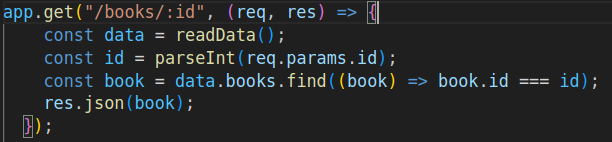 app.get("/books/:id", (req, res) => {
    const data = readData();
    const id = parseInt(req.params.id);
    const book = data.books.find((book) => book.id === id);
    res.json(book);
  });